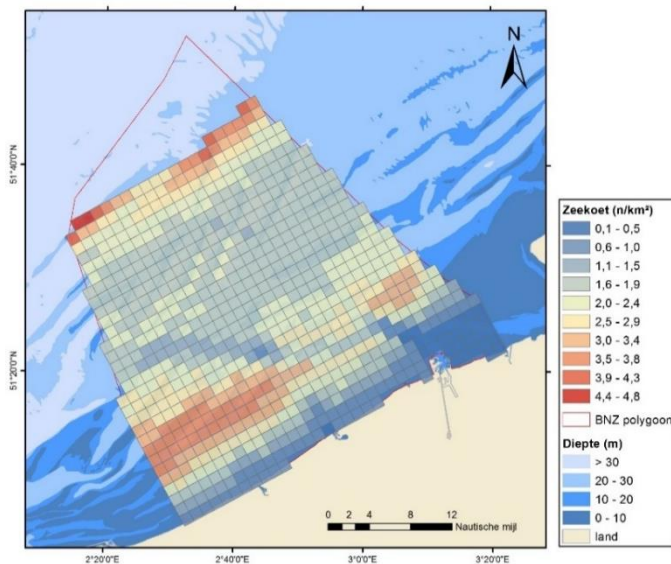 N
51°40'0"N
51°20'0"N
2°20'0"E
2°40'0"E
3°0'0"E
3°20'0"E
0 2 4 8 12
Nautische mijl
Zeekoet (n/km²)
0,1 - 0,5
0,6 - 1,0
1,1 - 1,5
1,6 - 1,9
2,0 - 2,4
2,5 - 2,9
3,0 - 3,4
3,5 - 3,8
3,9 - 4,3
4,4 - 4,8
BNZ polygoon
Diepte (m)
> 30
20 - 30
10 - 20
0 - 10
land